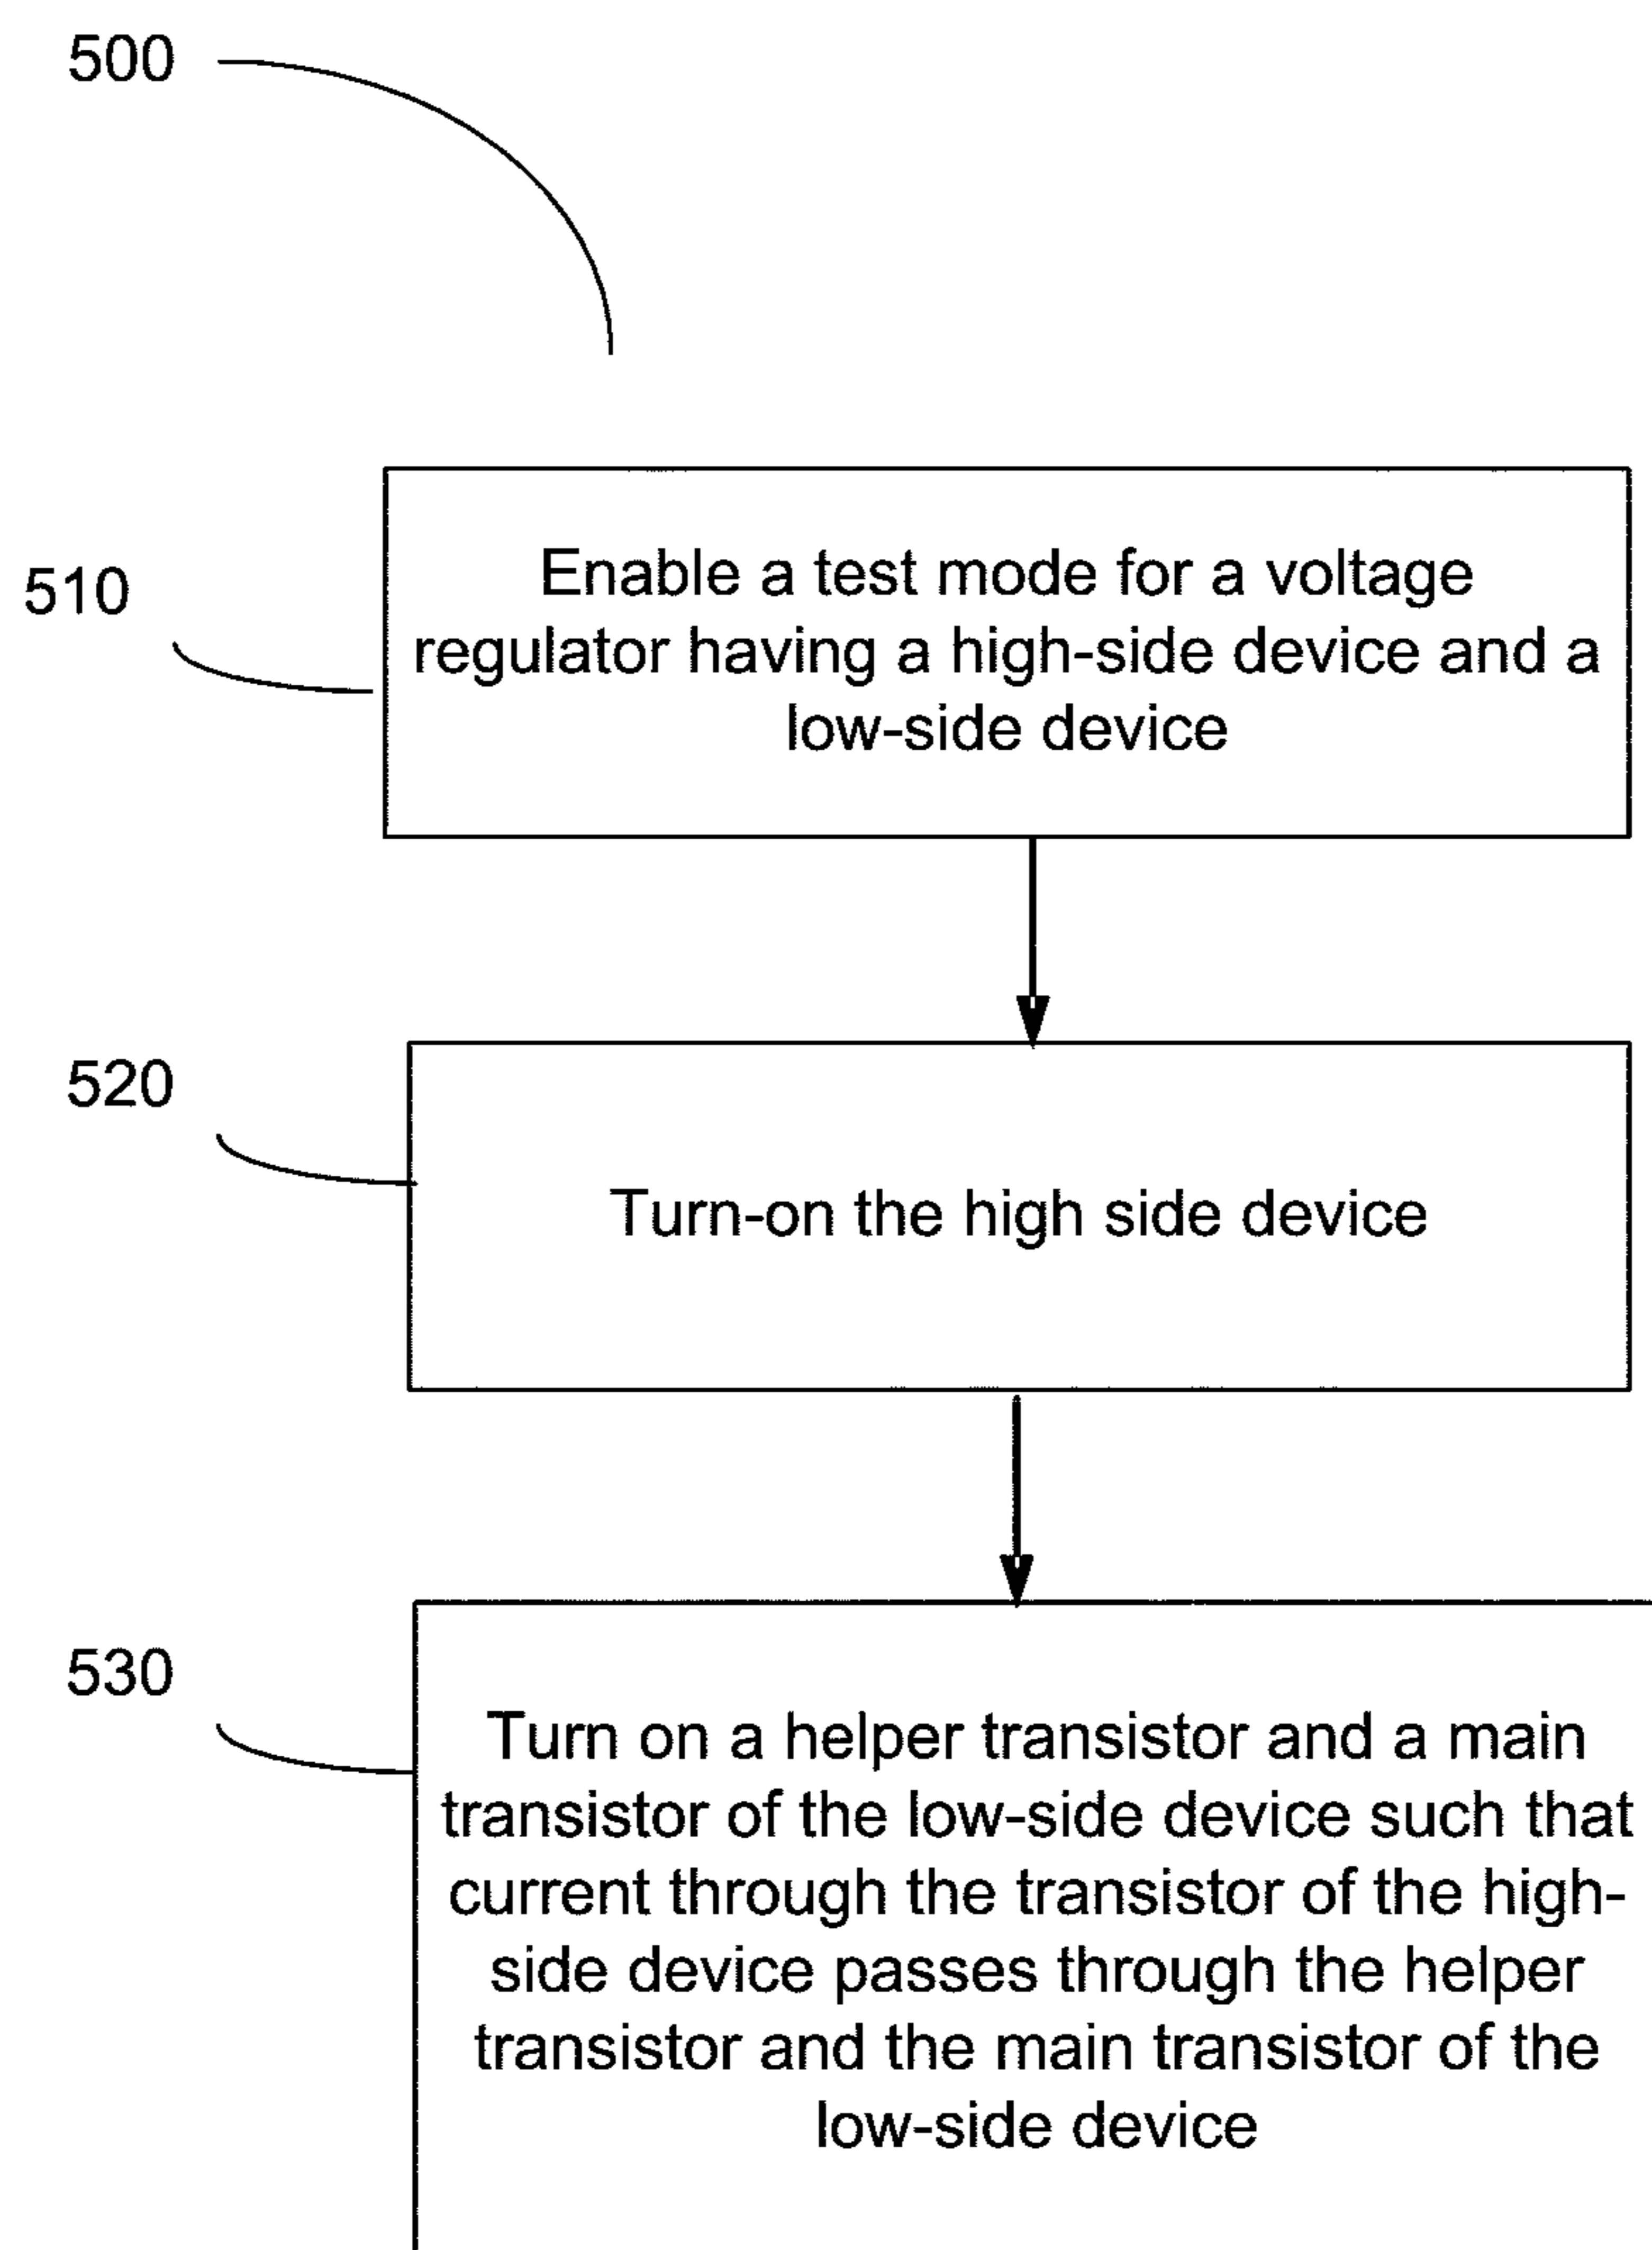 500
510
Enable a test mode for a voltage
regulator having a high-side device and a
low-side device
520
Turn-on the high side device
530
Turn on a helper transistor and a main
transistor of the low-side device such that
current through the transistor of the high-
side device passes through the helper
transistor and the main transistor of the
low-side device